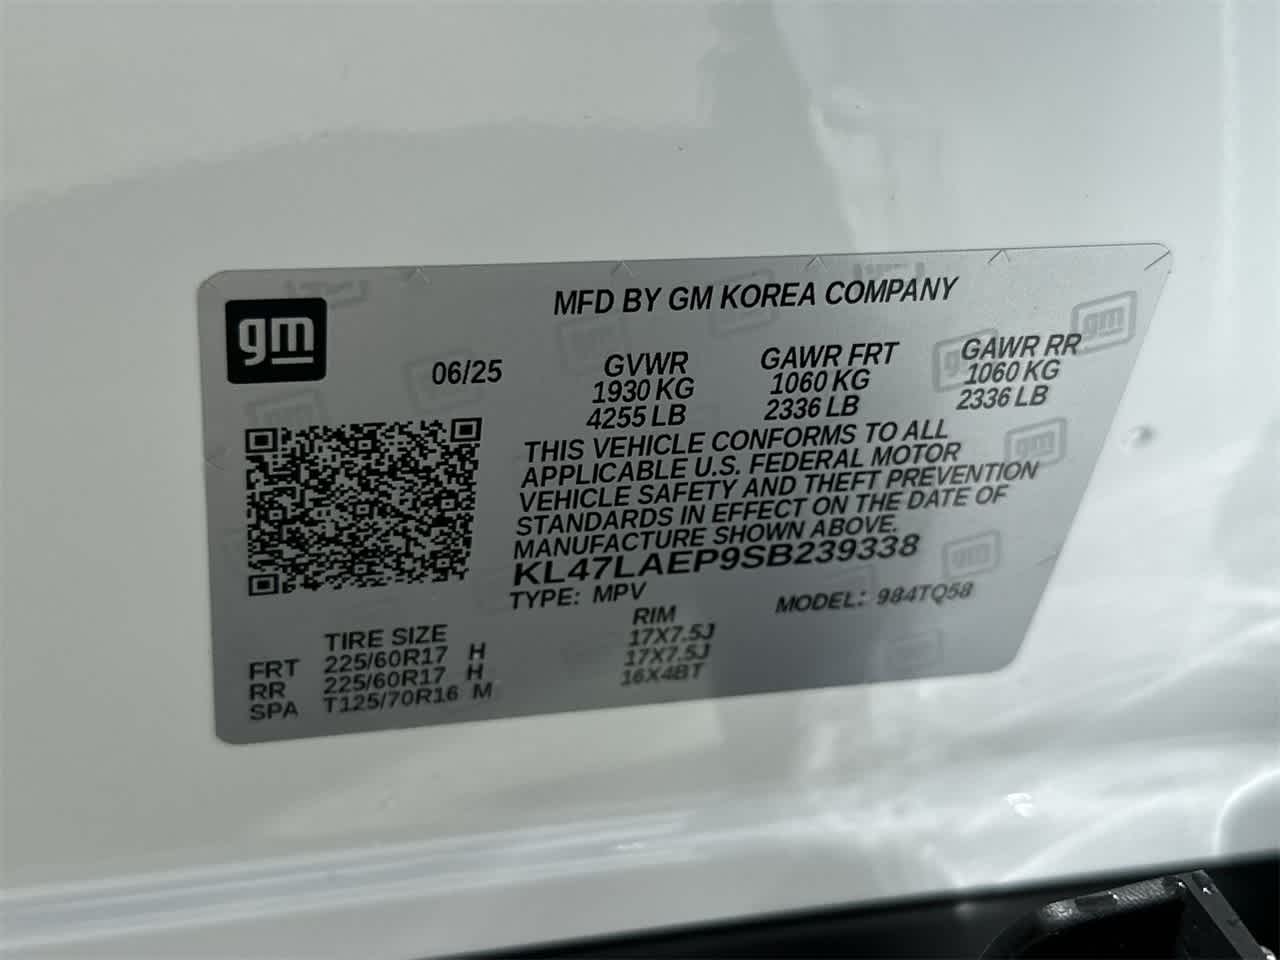 gm
MFD BY GM KOREA COMPANY
06/25 GVWR GAWR FRT GAWR RR
1930 KG 1060 KG 1060 KG
4255 LB 2336 LB 2336 LB
THIS VEHICLE CONFORMS TO ALL
APPLICABLE U.S. FEDERAL MOTOR
VEHICLE SAFETY AND THEFT PREVENTION
STANDARDS IN EFFECT ON THE DATE OF
MANUFACTURE SHOWN ABOVE.
KL47LAEP9SB239338
TYPE: MPV MODEL: 984TQ58
TIRE SIZE RIM
FRT 225/60R17 H 17X7.5J
RR 225/60R17 H 17X7.5J
SPA T125/70R16 M 16X4BT